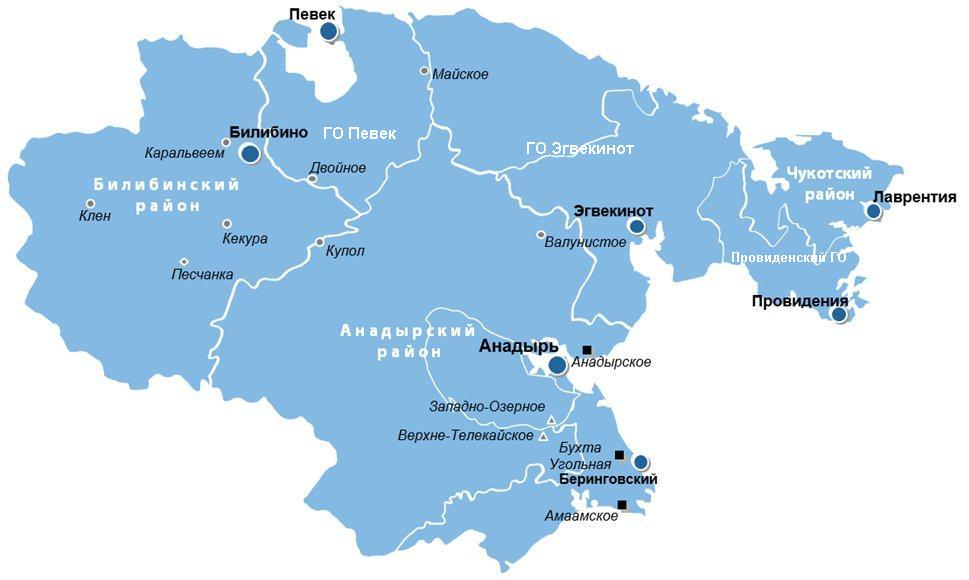 Певек
Майское
Билибино
ГО Певек
Каральвеем
ГО Эгвекинот
Двойное
Чукотский
район
Билибинский
район
Лаврентия
Клен
Эгвекинот
Кекура
Купол
Валунистое
Провиденский ГО
Песчанка
Провидения
Анадырский
район
Анадырь
Анадырское
Западно-Озерное
Верхне-Телекайское
Бухта
Угольная
Беринговский
Амаамское